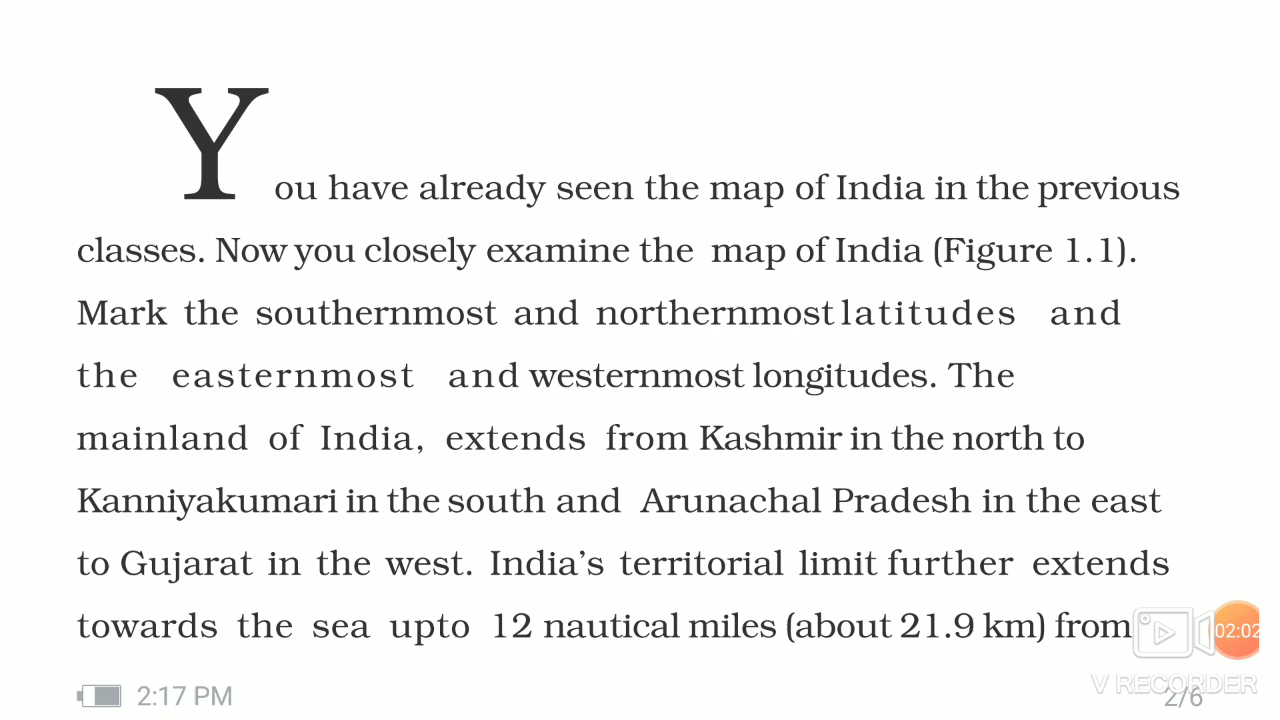 You have already seen the map of India in the previous
classes. Now you closely examine the map of India (Figure 1.1).
Mark the southernmost and northernmost latitudes and
the easternmost and westernmost longitudes. The
mainland of India, extends from Kashmir in the north to
Kanniyakumari in the south and Arunachal Pradesh in the east
to Gujarat in the west. India’s territorial limit further extends
towards the sea upto 12 nautical miles (about 21.9 km) from
02:02
V RECORDER
2:17 PM
2/6